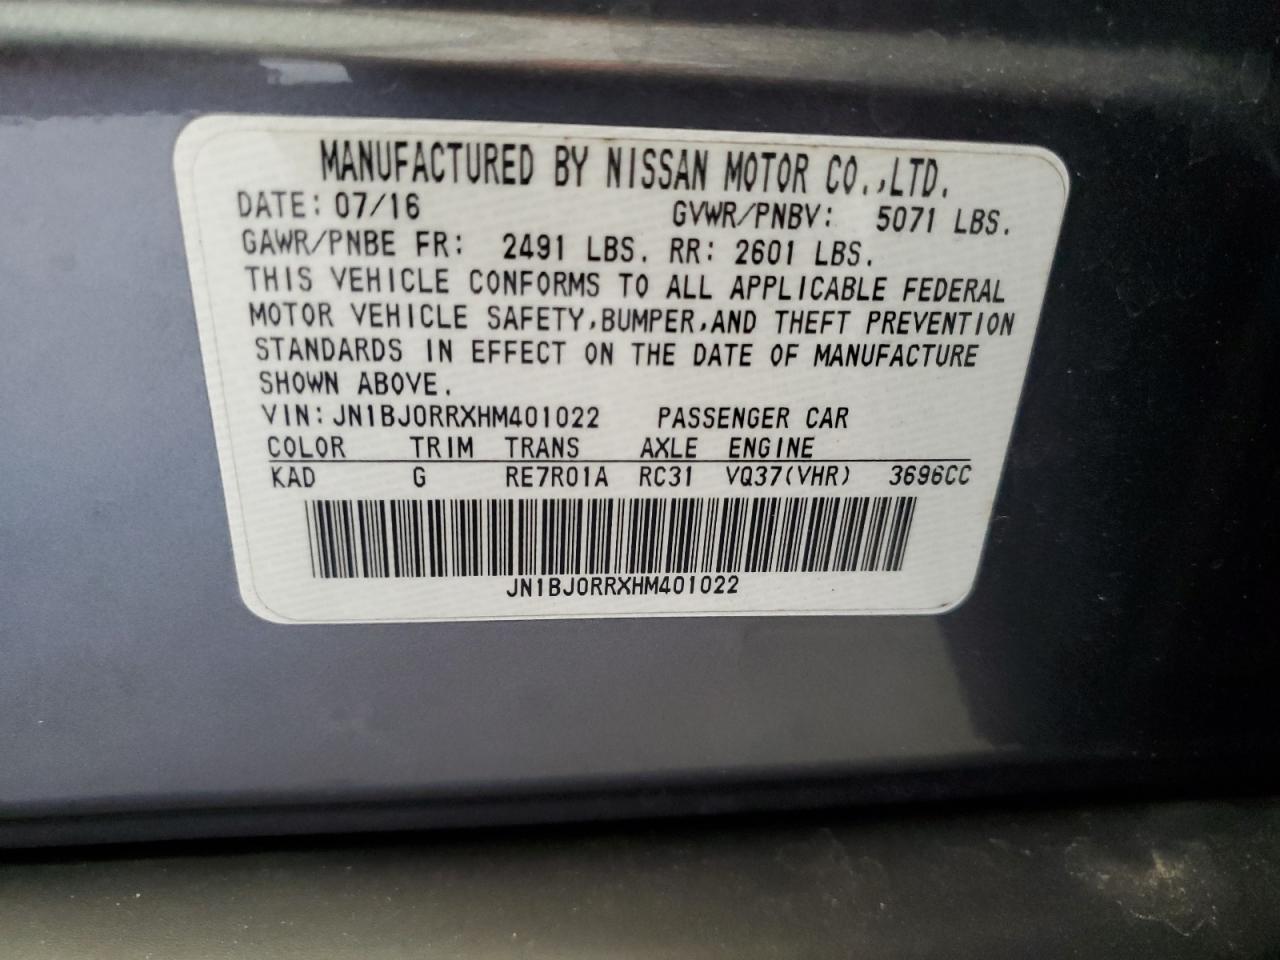 MANUFACTURED BY NISSAN MOTOR CO.,LTD.
DATE: 07/16 GVWR/PNBV: 5071 LBS.
GAWR/PNBE FR: 2491 LBS. RR: 2601 LBS.
THIS VEHICLE CONFORMS TO ALL APPLICABLE FEDERAL
MOTOR VEHICLE SAFETY,BUMPER,AND THEFT PREVENTION
STANDARDS IN EFFECT ON THE DATE OF MANUFACTURE
SHOWN ABOVE.
VIN:JN1BJ0RRXHM401022 PASSENGER CAR
COLOR TRIM TRANS AXLE ENGINE
KAD G RE7R01A RC31 VQ37(VHR) 3696CC
JN1BJ0RRXHM401022